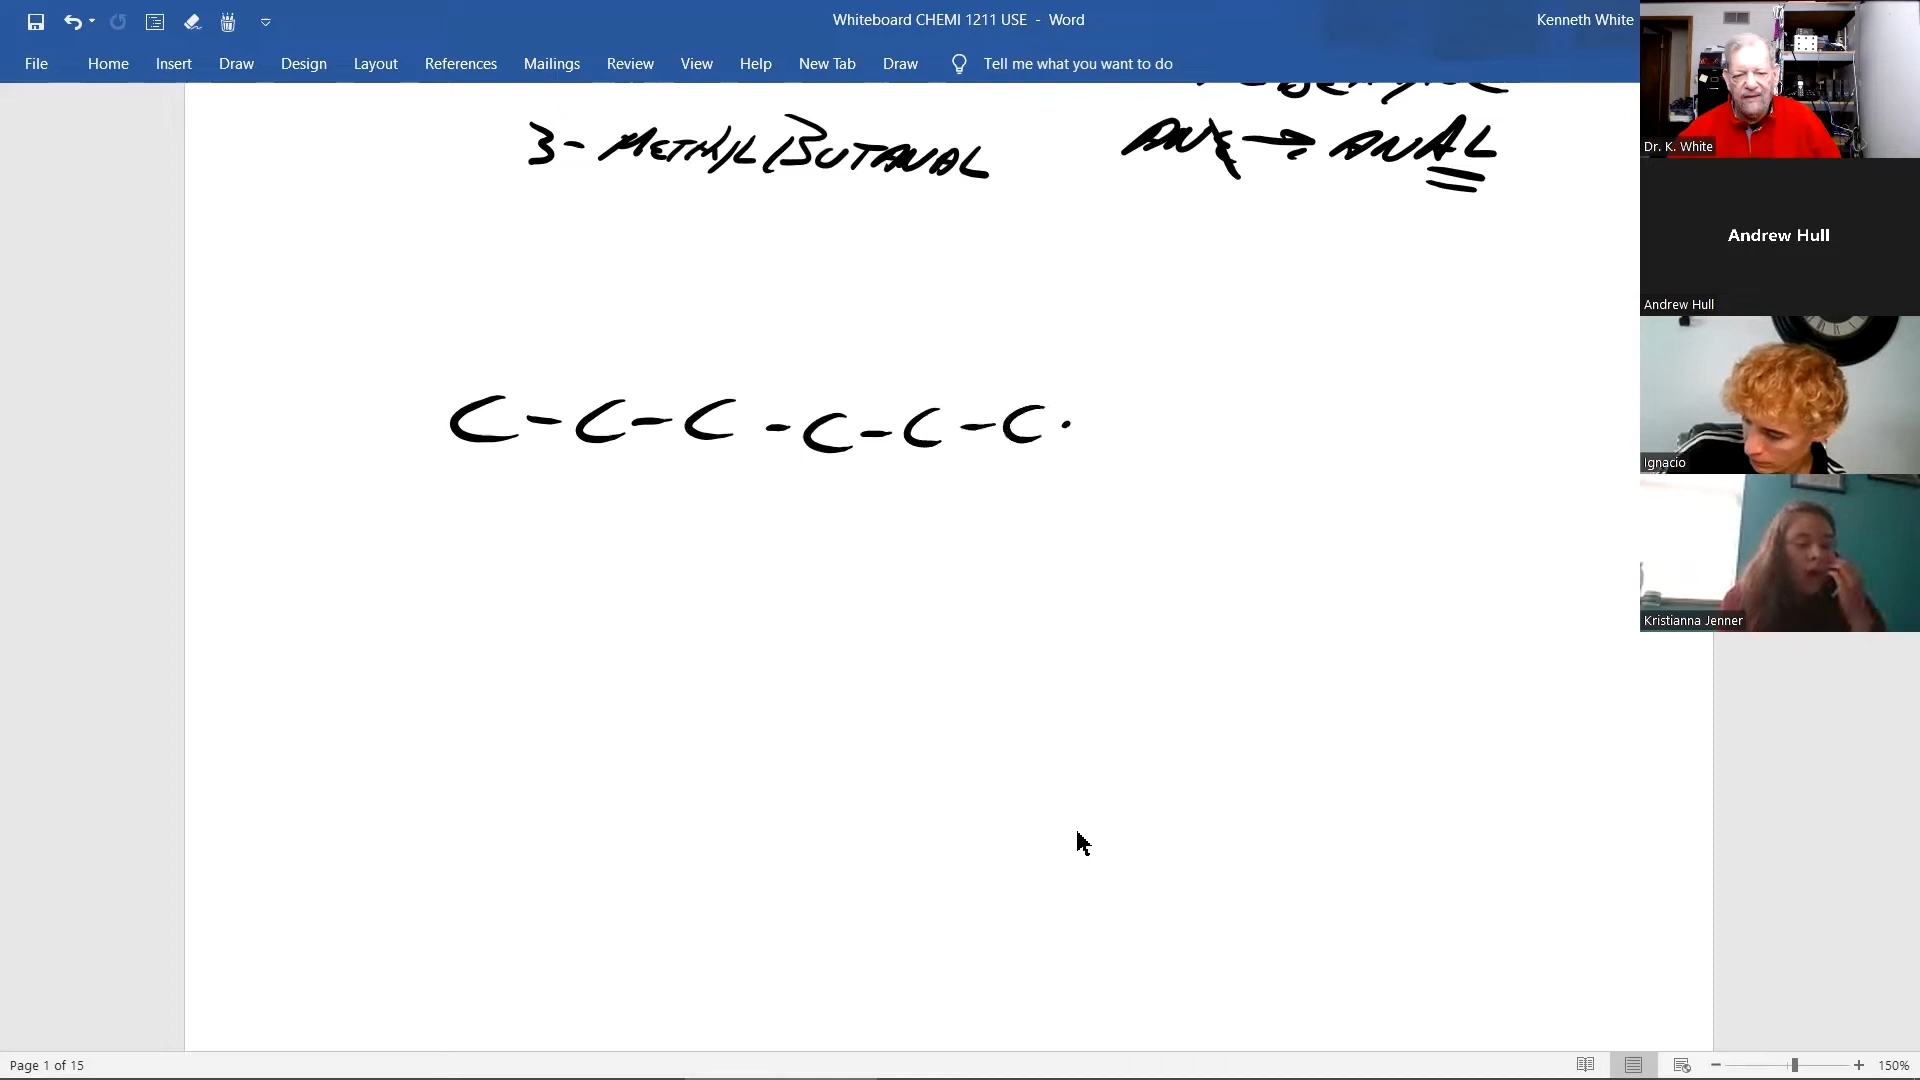 Whiteboard CHEMI 1211 USE - Word
Kenneth White
File Home Insert Draw Design Layout References Mailings Review View Help New Tab Draw Tell me what you want to do
3- METHYL BUTANAL
ANE → ANAL
C - C - C - C - C - C ·
Dr. K. White
Andrew Hull
Andrew Hull
Ignacio
Kristianna Jenner
Page 1 of 15
150%